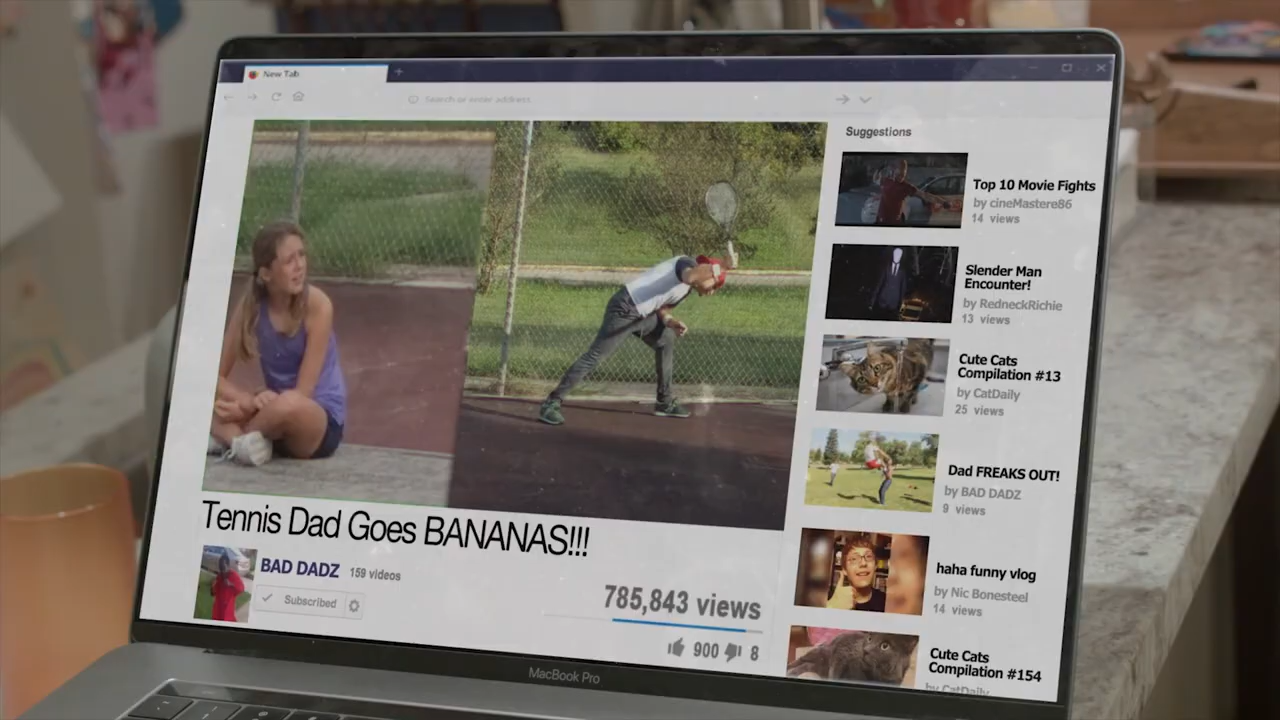 New Tab
Search or enter address
Suggestions
Top 10 Movie Fights
by cineMastere86
14 views
Slender Man
Encounter!
by RedneckRichie
13 views
Cute Cats
Compilation #13
by CatDaily
25 views
Dad FREAKS OUT!
by BAD DADZ
9 views
haha funny vlog
by Nic Bonesteel
14 views
Cute Cats
Compilation #154
by CatDaily
Tennis Dad Goes BANANAS!!!
BAD DADZ 159 videos
Subscribed
785,843 views
900 8
MacBook Pro